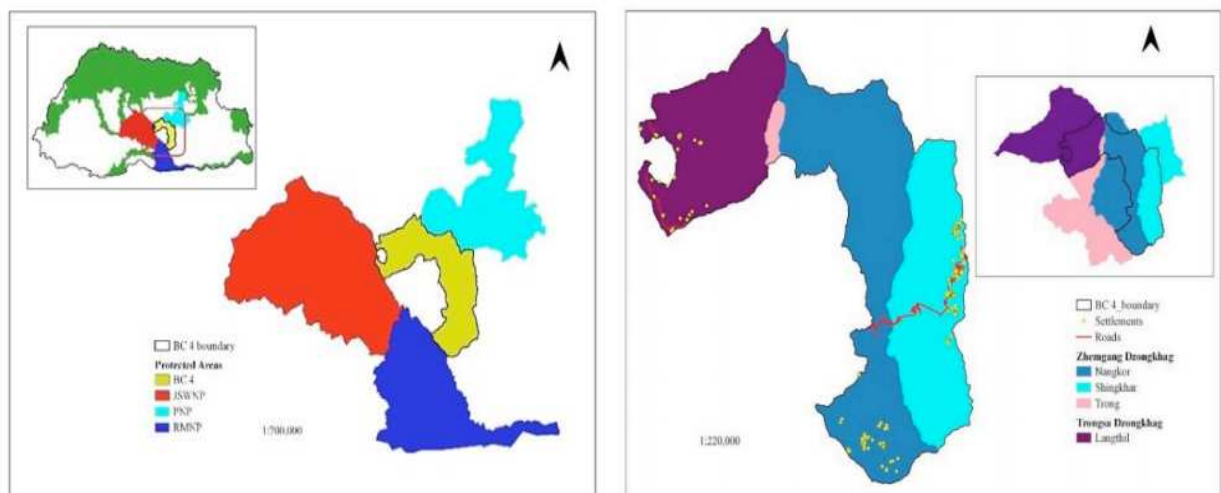 BC 4 boundary
Protected Areas
BC 4
JSWNP
PNP
RMNP
1:700,000
BC 4_boundary
Settlements
Roads
Zhemgang Dzongkhag
Nangkor
Shingkhar
Trong
Trongsa Dzongkhag
Langthil
1:220,000